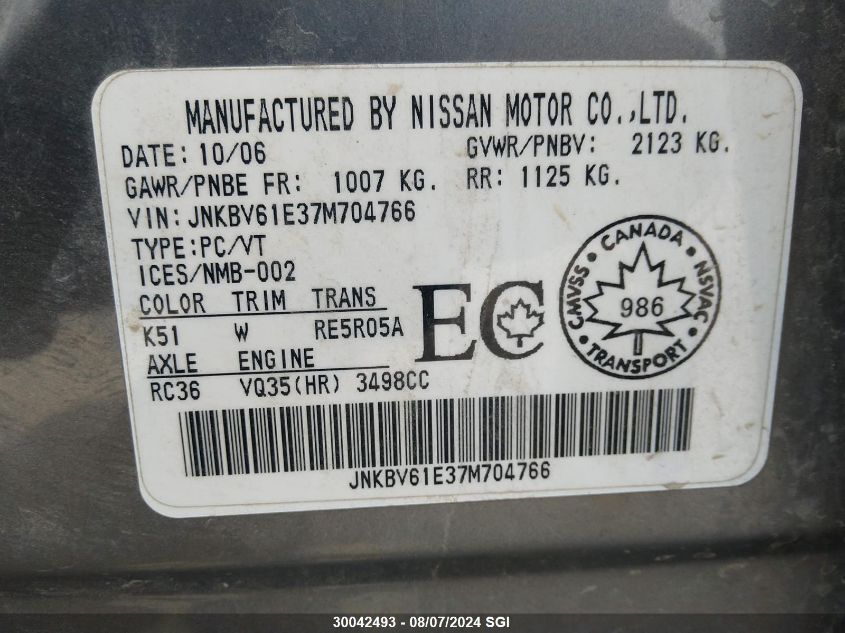 MANUFACTURED BY NISSAN MOTOR CO.,LTD.
DATE: 10/06 GVWR/PNBV: 2123 KG.
GAWR/PNBE FR: 1007 KG. RR: 1125 KG.
VIN: JNKBV61E37M704766
TYPE:PC/VT
ICES/NMB-002
COLOR TRIM TRANS
K51 W RE5R05A
AXLE ENGINE
RC36 VQ35(HR) 3498CC
EC
CANADA
CMVSS NSVAC
986
TRANSPORT
JNKBV61E37M704766
30042493 - 08/07/2024 SGI